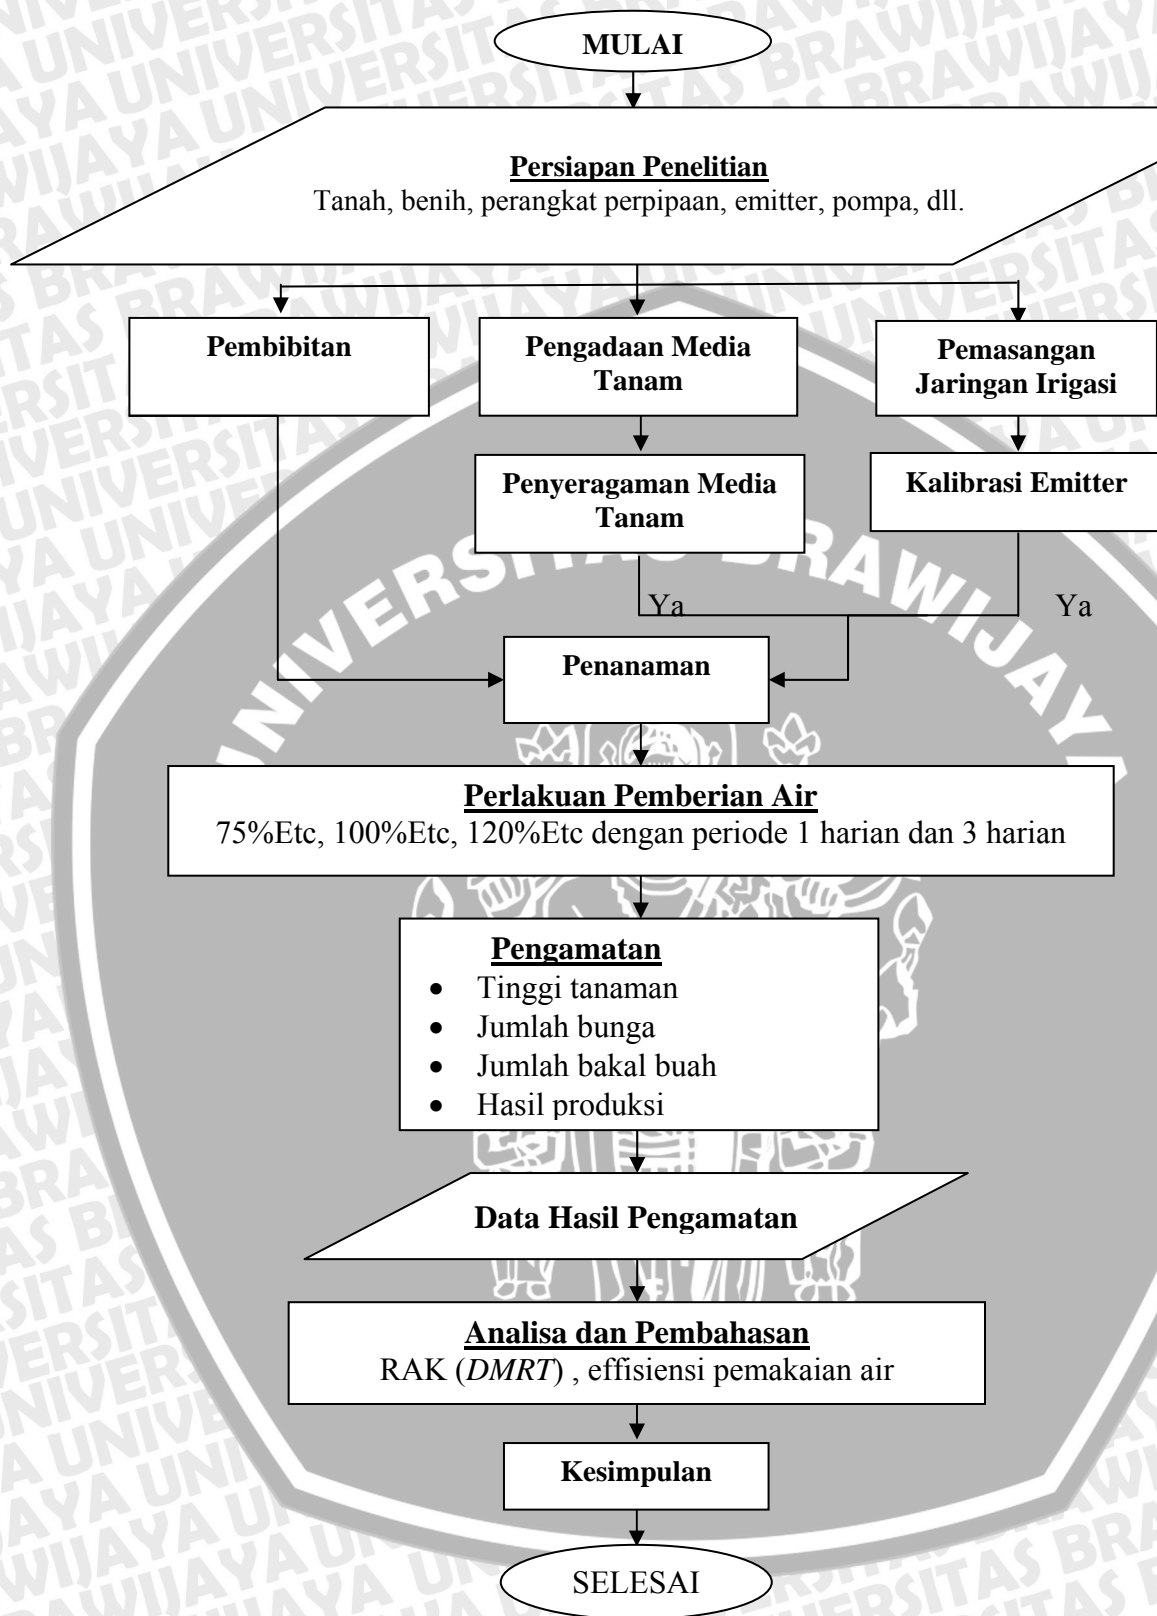 MULAI
Persiapan Penelitian
Tanah, benih, perangkat perpipaan, emitter, pompa, dll.
Pembibitan
Pengadaan Media
Tanam
Pemasangan
Jaringan Irigasi
Penyeragaman Media
Tanam
Kalibrasi Emitter
UNIVERSITAS BRAWIJAYA
Ya
Ya
Penanaman
Perlakuan Pemberian Air
75%Etc, 100%Etc, 120%Etc dengan periode 1 harian dan 3 harian
Pengamatan
• Tinggi tanaman
• Jumlah bunga
• Jumlah bakal buah
• Hasil produksi
Data Hasil Pengamatan
Analisa dan Pembahasan
RAK (DMRT) , effisiensi pemakaian air
Kesimpulan
SELESAI